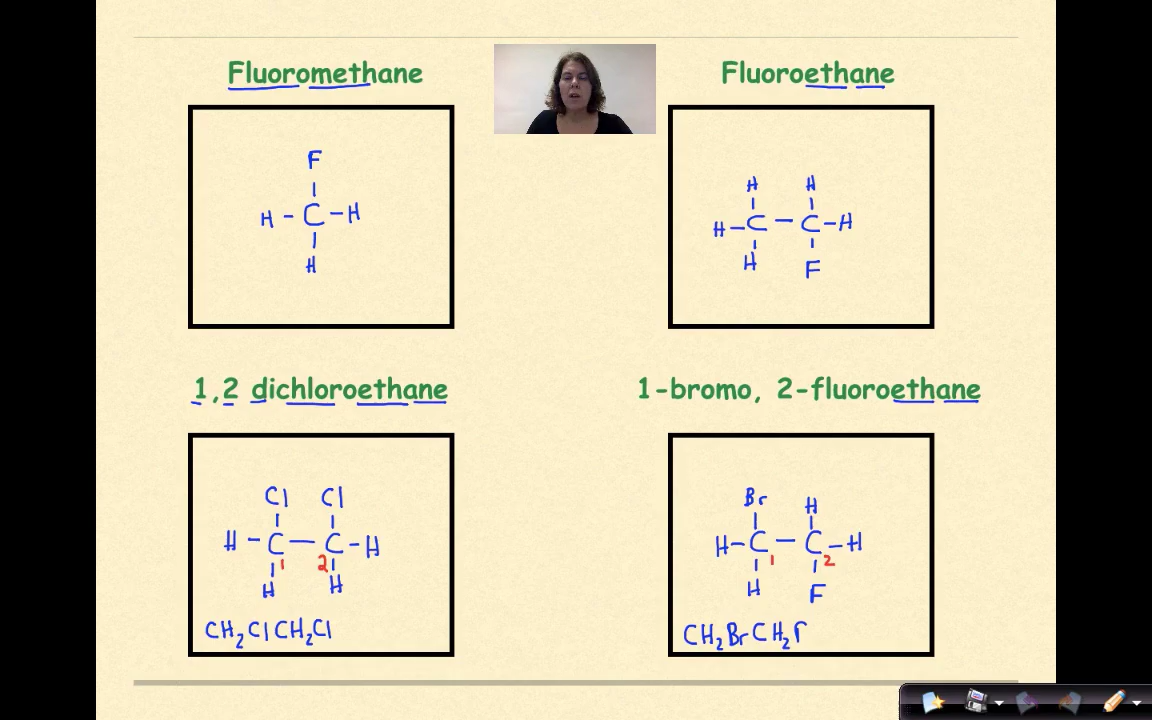 Fluoromethane
F
H - C - H
H
Fluoroethane
H H
H - C - C - H
H F
1,2 dichloroethane
Cl Cl
H - C - C - H
1 2
H H
CH2ClCH2Cl
1-bromo, 2-fluoroethane
Br H
H - C - C - H
1 2
H F
CH2BrCH2F